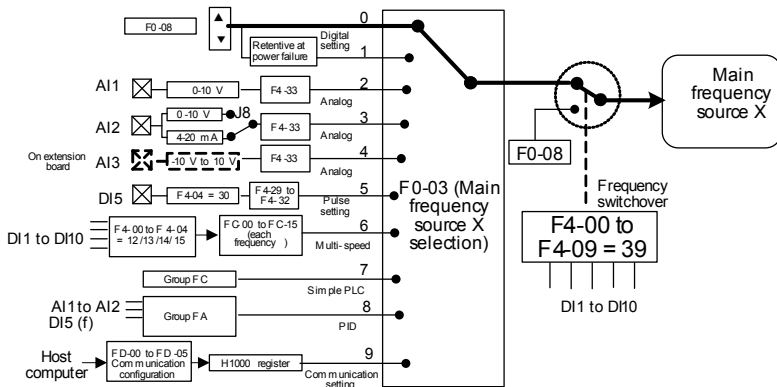 F0-08
0
Digital
setting
Retentive at
power failure
1
AI1
0-10 V
F4-33
2
Analog
AI2
0-10 V
J8
4-20 mA
F4-33
3
Analog
On extension
board
AI3
-10 V to 10 V
F4-33
4
Analog
DI5
F4-04 = 30
F4-29 to
F4-32
5
Pulse
setting
DI1 to DI10
F4-00 to F4-04
= 12/13/14/15
FC-00 to FC-15
(each
frequency )
6
Multi-speed
Group FC
7
Simple PLC
AI1 to AI2
DI5 (f)
Group FA
8
PID
Host
computer
FD-00 to FD-05
Communication
configuration
H1000 register
9
Communication
setting
F0-03 (Main
frequency
source X
selection)
F0-08
Frequency
switchover
F4-00 to
F4-09 = 39
DI1 to DI10
Main
frequency
source X